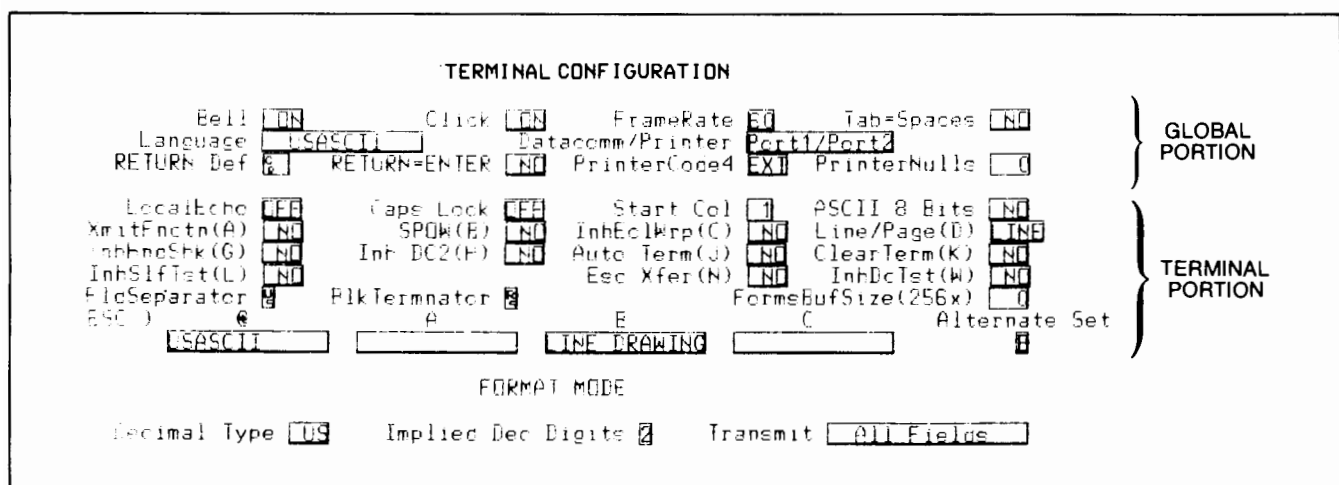 TERMINAL CONFIGURATION
Bell ON Click ON FrameRate 60 Tab=Spaces NO
Language USASCII Datacomm/Printer Port1/Port2
RETURN Def RETURN=ENTER NO PrinterCode4 EXT PrinterNulls 0
GLOBAL
PORTION
LocalEcho OFF Caps Lock OFF Start Col 1 ASCII 8 Bits NO
XmitFnctn(A) NO SPOW(B) NO InhEolWrp(C) NO Line/Page(D) LINE
InhHndShk(G) NO Inh DC2(H) NO Auto Term(J) NO ClearTerm(K) NO
InhSlfTst(L) NO Esc Xfer(N) NO InhDcTst(W) NO
FldSeparator US BlkTermnator RS FormsBufSize(256x) 0
ESC ) @ A B C Alternate Set
USASCII LINE DRAWING B
TERMINAL
PORTION
FORMAT MODE
Decimal Type US Implied Dec Digits 2 Transmit All Fields